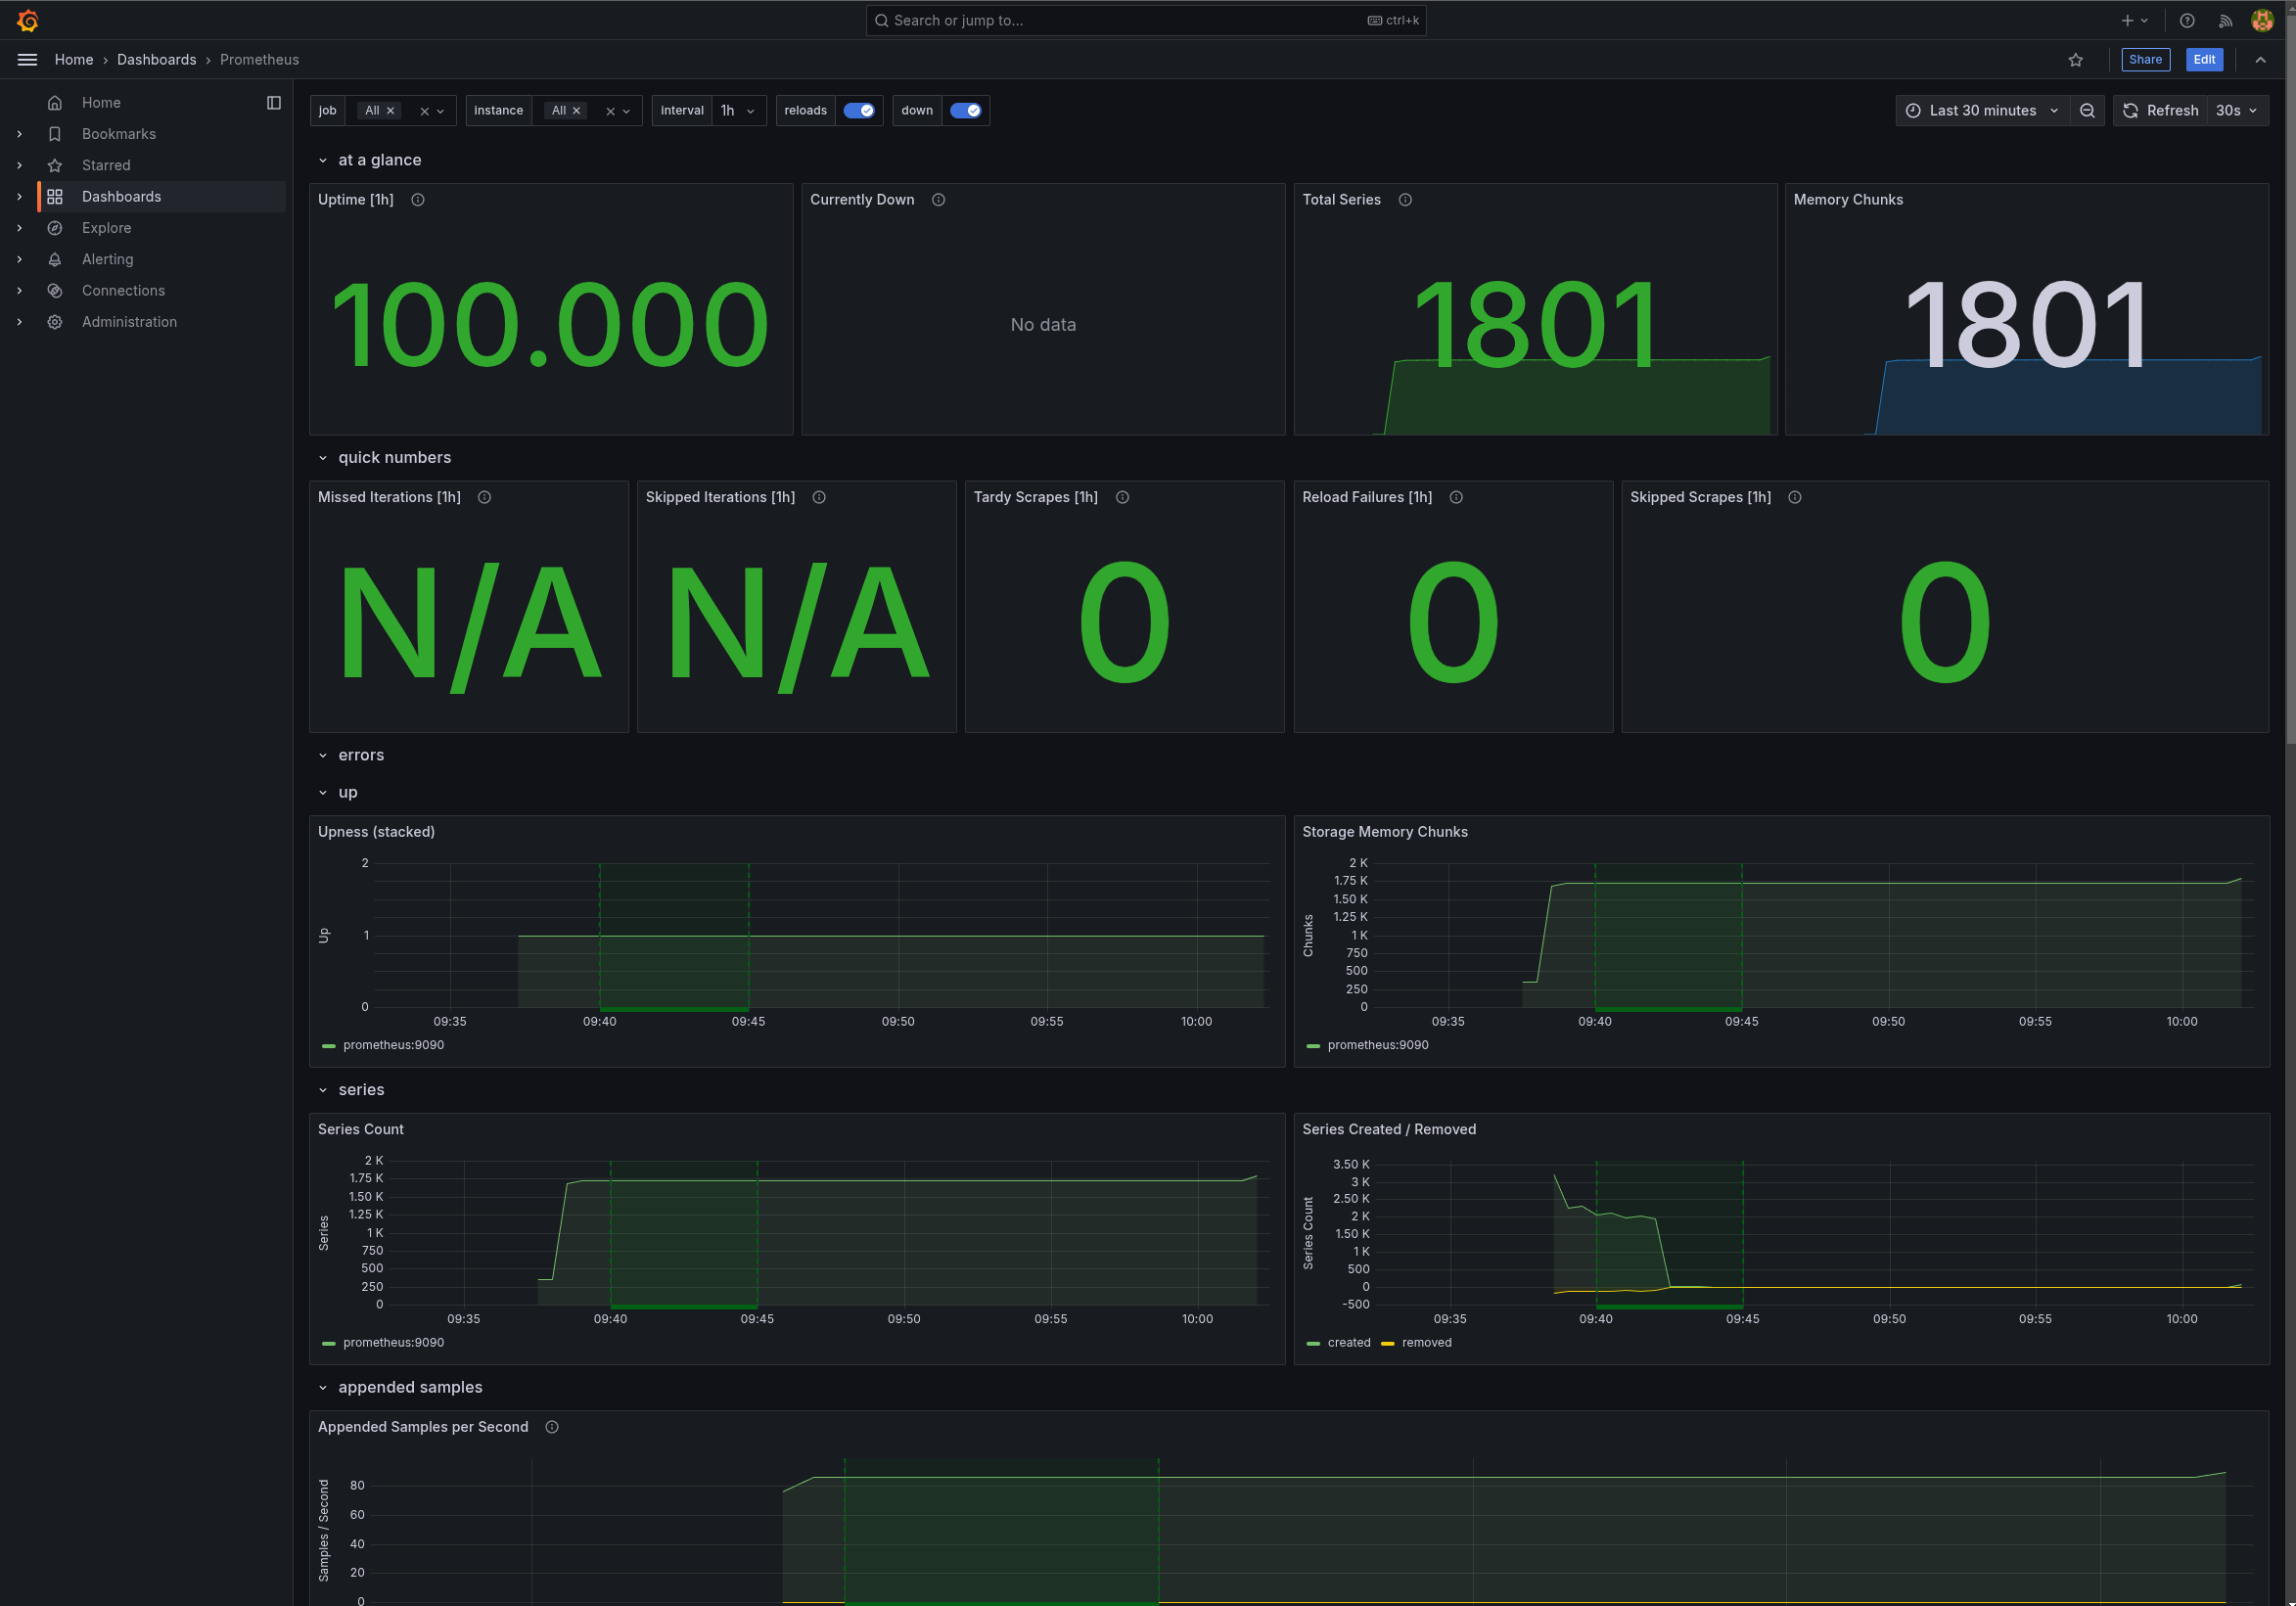 Search or jump to... ctrl+k
Home › Dashboards › Prometheus
Share Edit
Home
Bookmarks
Starred
Dashboards
Explore
Alerting
Connections
Administration
job All instance All interval 1h reloads down
Last 30 minutes Refresh 30s
at a glance
Uptime [1h]
100.000
Currently Down
No data
Total Series
1801
Memory Chunks
1801
quick numbers
Missed Iterations [1h]
N/A
Skipped Iterations [1h]
N/A
Tardy Scrapes [1h]
0
Reload Failures [1h]
0
Skipped Scrapes [1h]
0
errors
up
Upness (stacked)
Up
2
1
0
09:35 09:40 09:45 09:50 09:55 10:00
prometheus:9090
Storage Memory Chunks
Chunks
2 K
1.75 K
1.50 K
1.25 K
1 K
750
500
250
0
09:35 09:40 09:45 09:50 09:55 10:00
prometheus:9090
series
Series Count
Series
2 K
1.75 K
1.50 K
1.25 K
1 K
750
500
250
0
09:35 09:40 09:45 09:50 09:55 10:00
prometheus:9090
Series Created / Removed
Series Count
3.50 K
3 K
2.50 K
2 K
1.50 K
1 K
500
0
-500
09:35 09:40 09:45 09:50 09:55 10:00
created removed
appended samples
Appended Samples per Second
Samples / Second
80
60
40
20
0